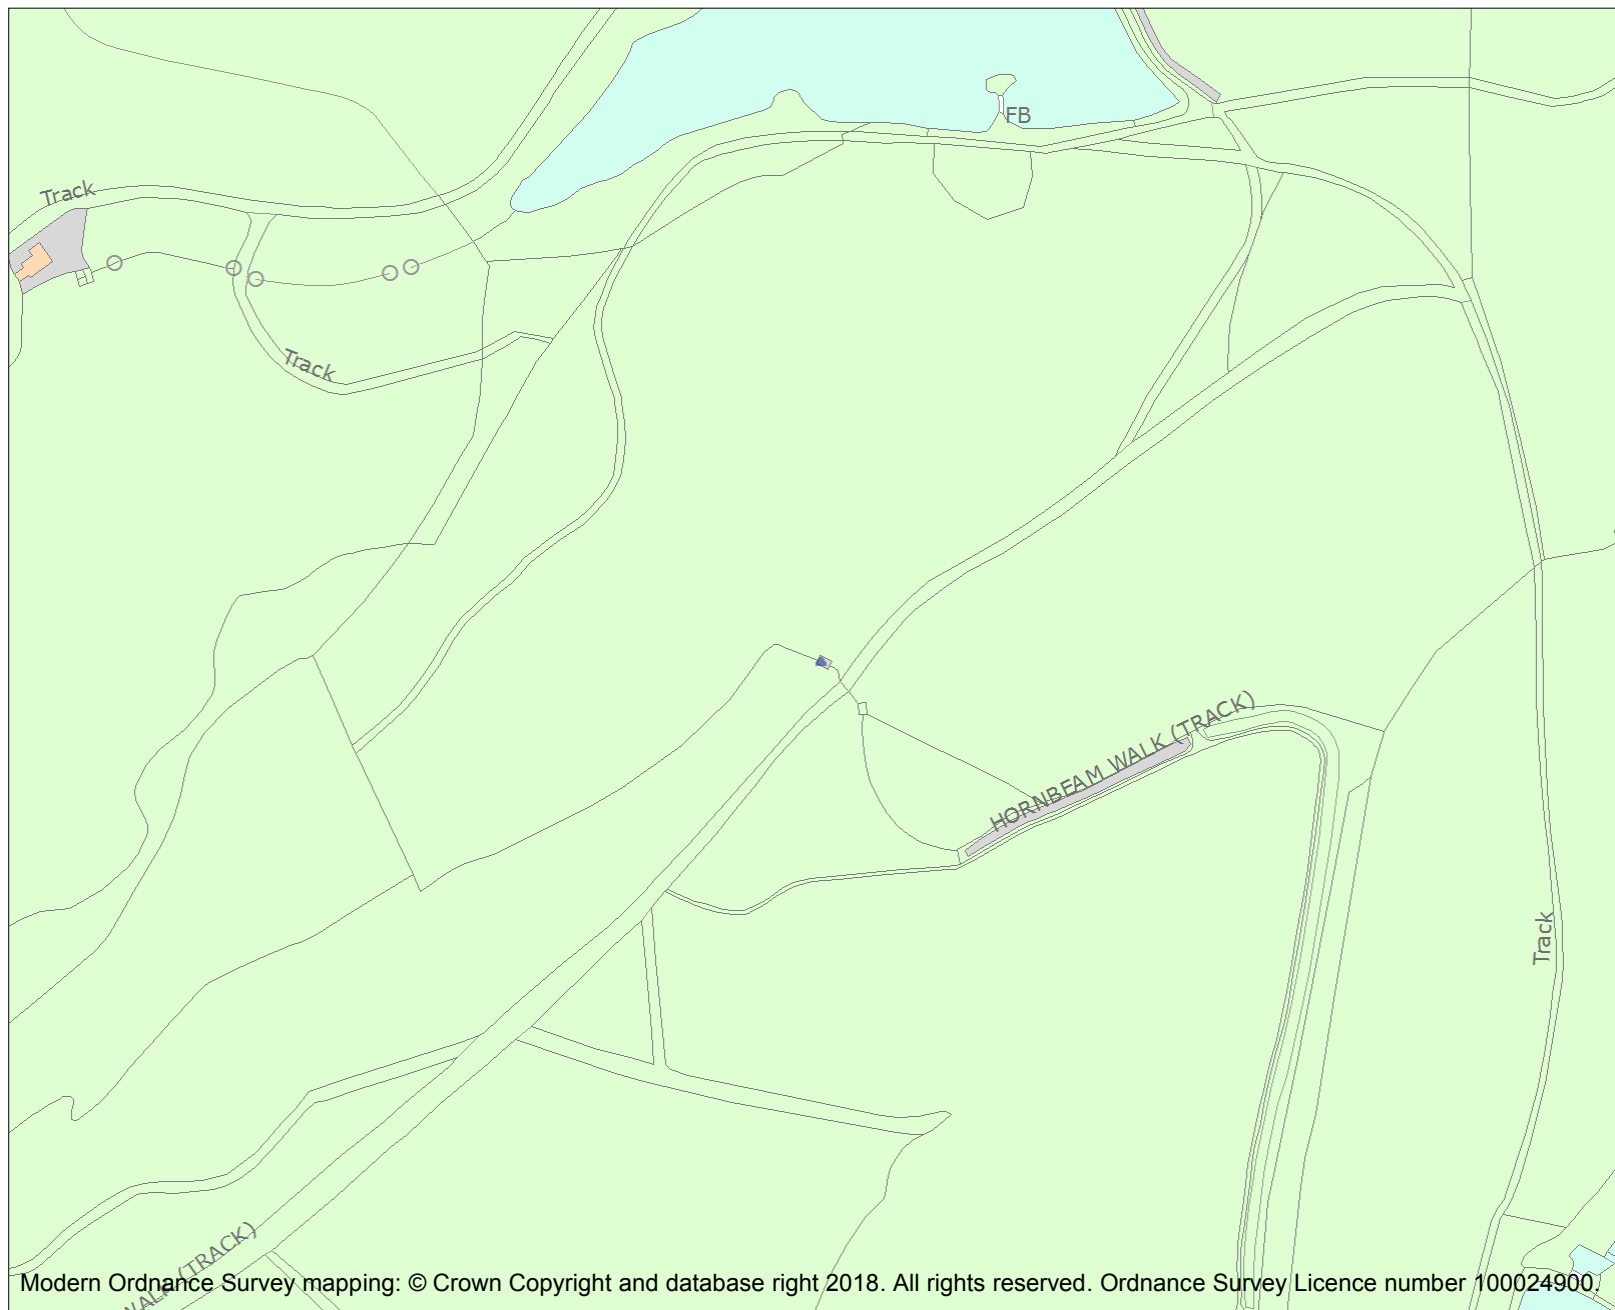 FB
Track
Track
HORNBEAM WALK (TRACK)
Track
WALK (TRACK)
Modern Ordnance Survey mapping: © Crown Copyright and database right 2018. All rights reserved. Ordnance Survey Licence number 100024900.